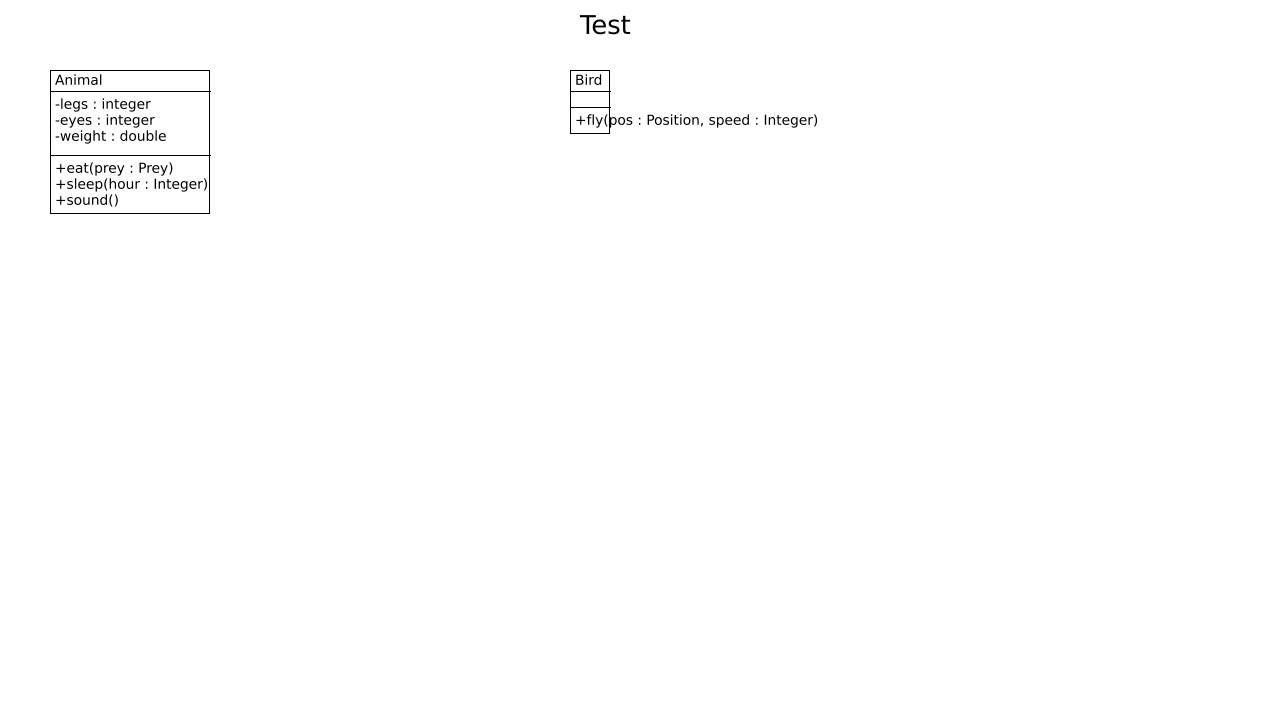 Test
Animal
-legs : integer
-eyes : integer
-weight : double
+eat(prey : Prey)
+sleep(hour : Integer)
+sound()
Bird
+fly(pos : Position, speed : Integer)